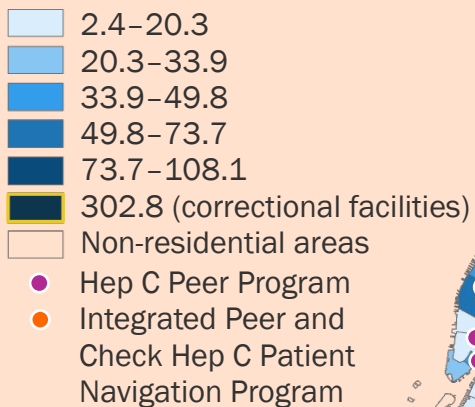 2.4–20.3
20.3–33.9
33.9–49.8
49.8–73.7
73.7–108.1
302.8 (correctional facilities)
Non-residential areas
Hep C Peer Program
Integrated Peer and
Check Hep C Patient
Navigation Program